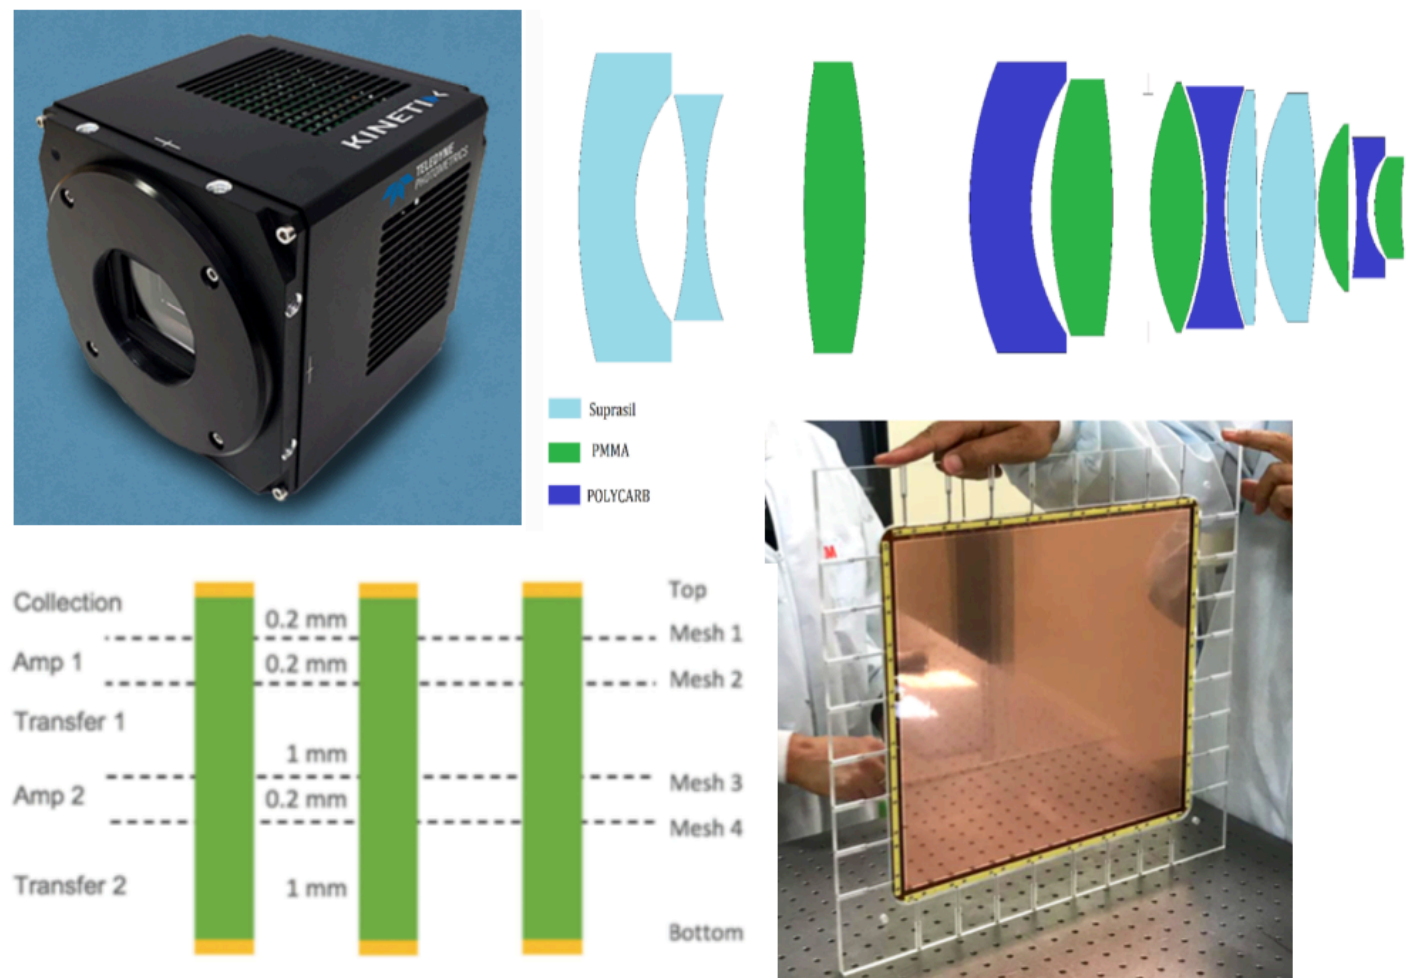 KINETIX
TELEDYNE
PHOTOMETRICS
Suprasil
PMMA
POLYCARB
Collection
0.2 mm
Top
Mesh 1
Amp 1
0.2 mm
Mesh 2
Transfer 1
1 mm
Mesh 3
Amp 2
0.2 mm
Mesh 4
Transfer 2
1 mm
Bottom